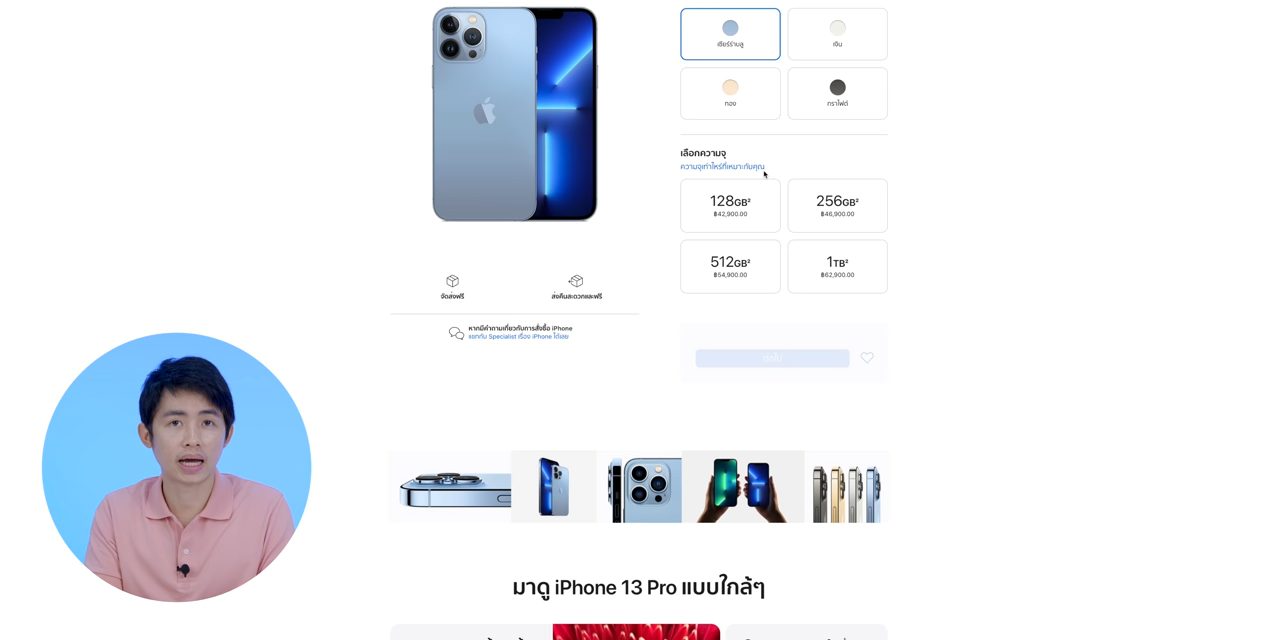 เซียร์ร่าบลู
เงิน
ทอง
กราไฟต์
เลือกความจุ
ความจุเท่าไหร่ที่เหมาะกับคุณ
128GB²
฿42,900.00
256GB²
฿46,900.00
512GB²
฿54,900.00
1TB²
฿62,900.00
จัดส่งฟรี
ส่งคืนสะดวกและฟรี
หากมีคำถามเกี่ยวกับการสั่งซื้อ iPhone
แชทกับ Specialist เรื่อง iPhone ได้เลย
ต่อไป
มาดู iPhone 13 Pro แบบใกล้ๆ